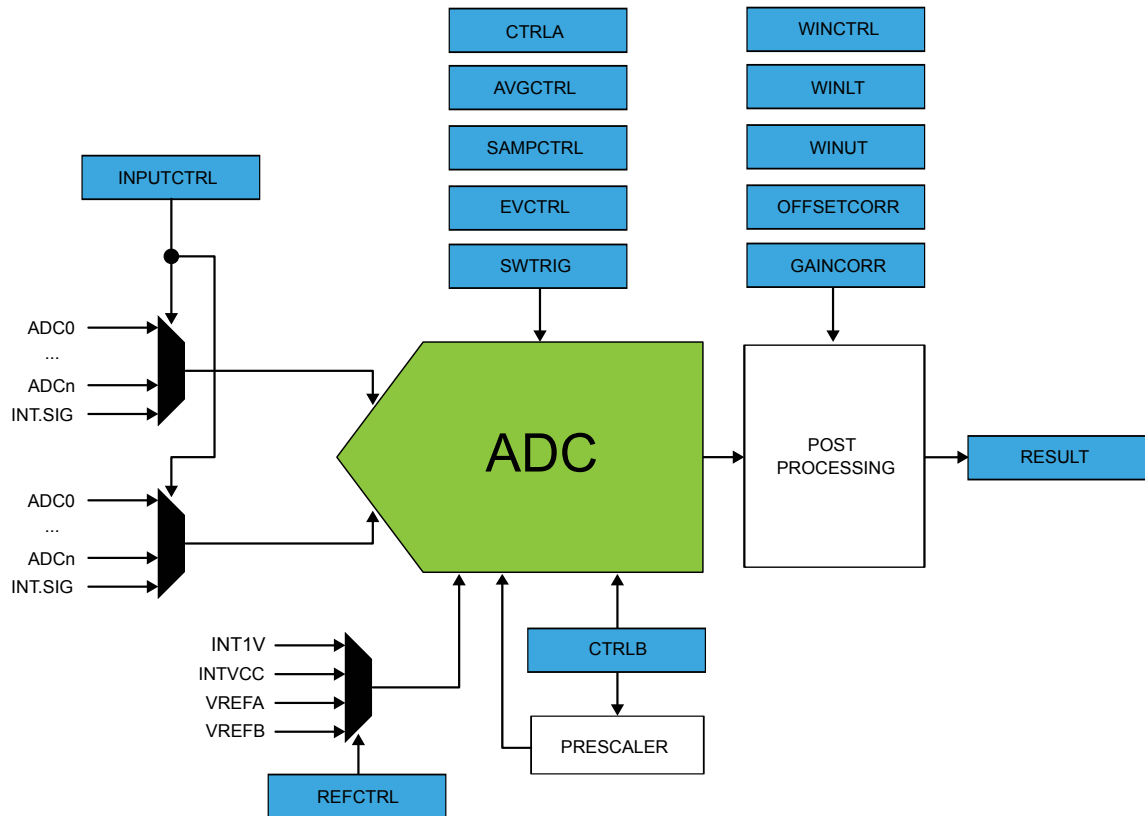 CTRLA
WINCTRL
AVGCTRL
WINLT
SAMPCTRL
WINUT
INPUTCTRL
EVCTRL
OFFSETCORR
SWTRIG
GAINCORR
ADC0
...
ADCn
INT.SIG
ADC
POST
PROCESSING
RESULT
ADC0
...
ADCn
INT.SIG
INT1V
INTVCC
VREFA
VREFB
CTRLB
PRESCALER
REFCTRL